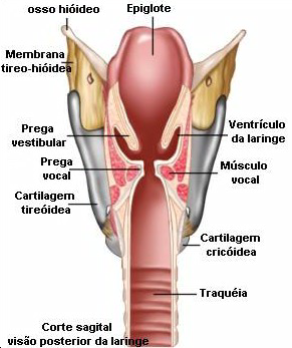 osso hióideo
Epiglote
Membrana
tireo-hióidea
Prega
vestibular
Ventrículo
da laringe
Prega
vocal
Músculo
vocal
Cartilagem
tireóidea
Cartilagem
cricóidea
Traquéia
Corte sagital
visão posterior da laringe